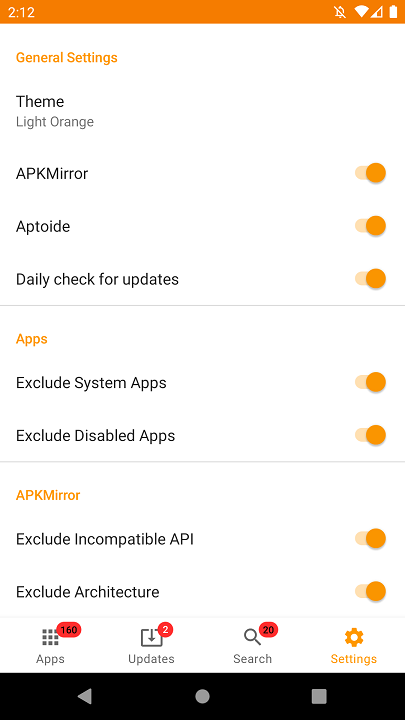 2:12
General Settings
Theme
Light Orange
APKMirror
Aptoide
Daily check for updates
Apps
Exclude System Apps
Exclude Disabled Apps
APKMirror
Exclude Incompatible API
Exclude Architecture
160 2 20
Apps Updates Search Settings